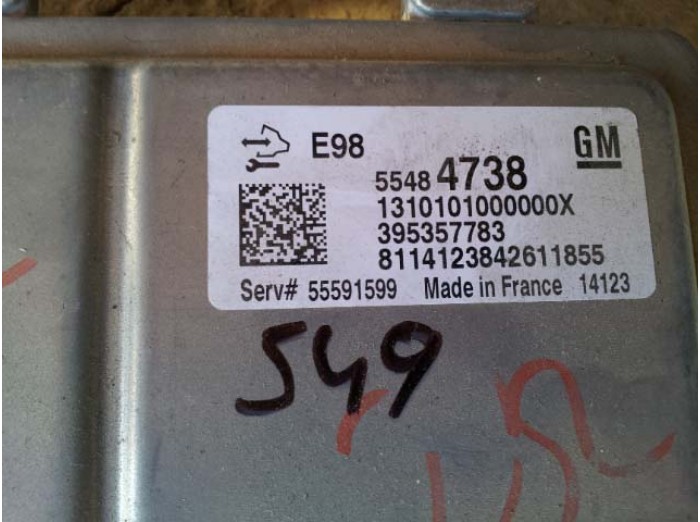 E98
GM
5548 4738
1310101000000X
395357783
8114123842611855
Serv# 55591599 Made in France 14123
549